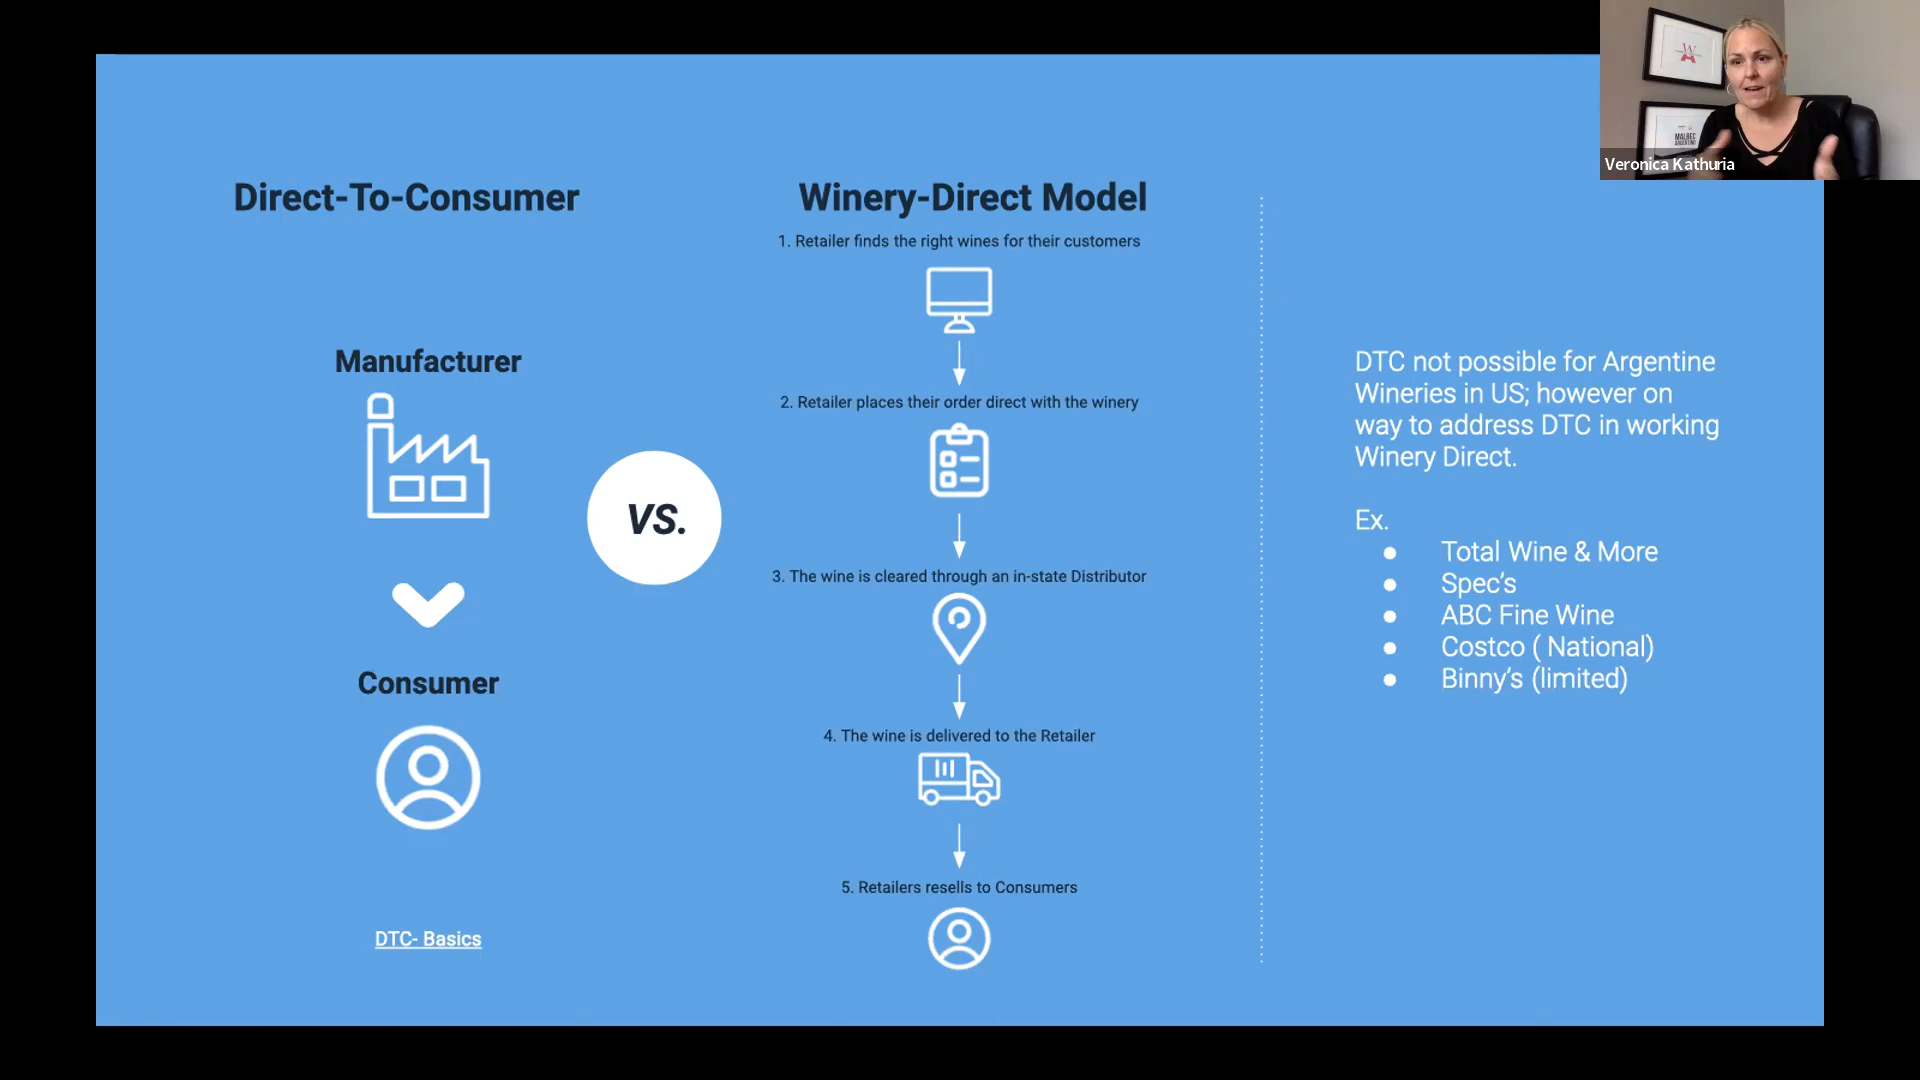 Direct-To-Consumer
Manufacturer
Consumer
DTC- Basics
VS.
Winery-Direct Model
1. Retailer finds the right wines for their customers
2. Retailer places their order direct with the winery
3. The wine is cleared through an in-state Distributor
4. The wine is delivered to the Retailer
5. Retailers resells to Consumers
DTC not possible for Argentine
Wineries in US; however on
way to address DTC in working
Winery Direct.
Ex.
● Total Wine & More
● Spec’s
● ABC Fine Wine
● Costco ( National)
● Binny’s (limited)
WA
MALBEC
ARGENTINO
Veronica Kathuria